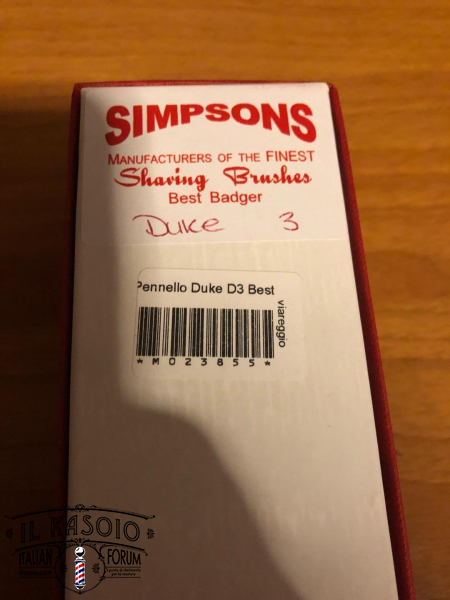 SIMPSONS
MANUFACTURERS OF THE FINEST
Shaving Brushes
Best Badger
Duke 3
Pennello Duke D3 Best
viareggio
*M023855*
IL RASOIO
ITALIAN FORUM